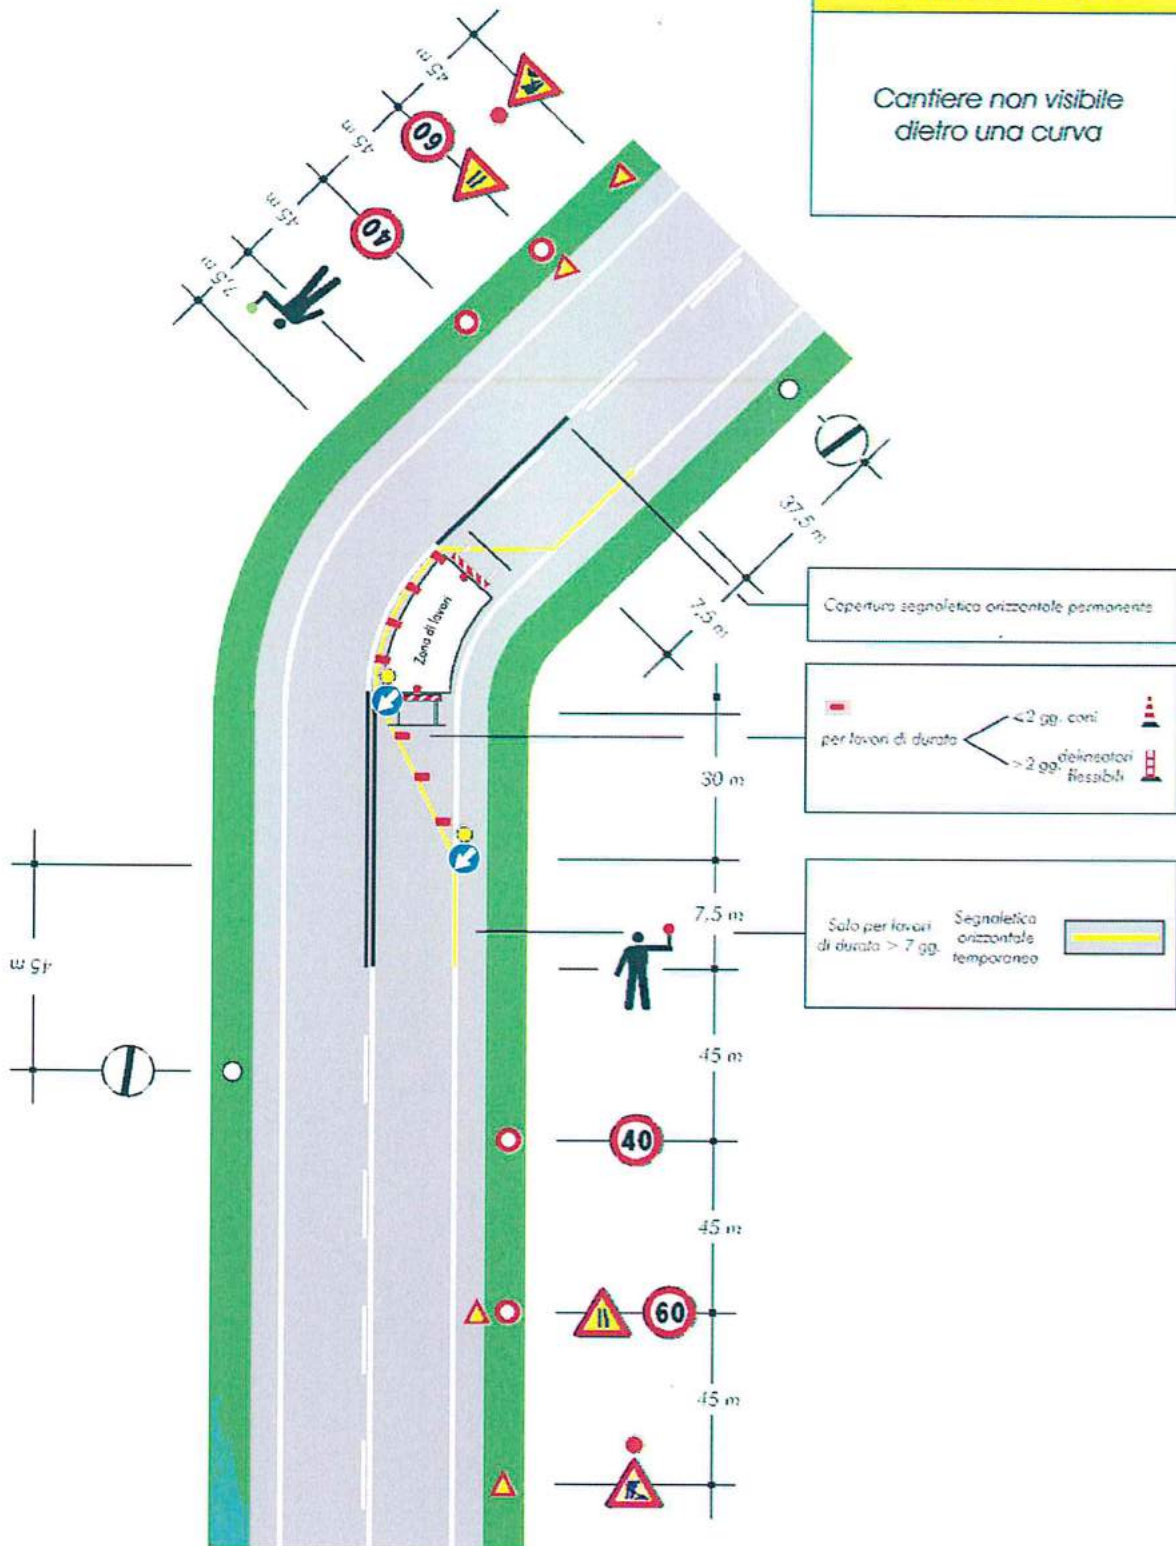 Cantiere non visibile
dietro una curva
45 m
45 m
60
45 m
40
7,5 m
37,5 m
7,5 m
Zona di lavori
Copertura segnaletica orizzontale permanente
per lavori di durata
<2 gg. coni
>2 gg. delineatori
flessibili
30 m
7,5 m
Solo per lavori
di durata > 7 gg.
Segnaletica
orizzontale
temporanea
45 m
45 m
40
45 m
60
45 m